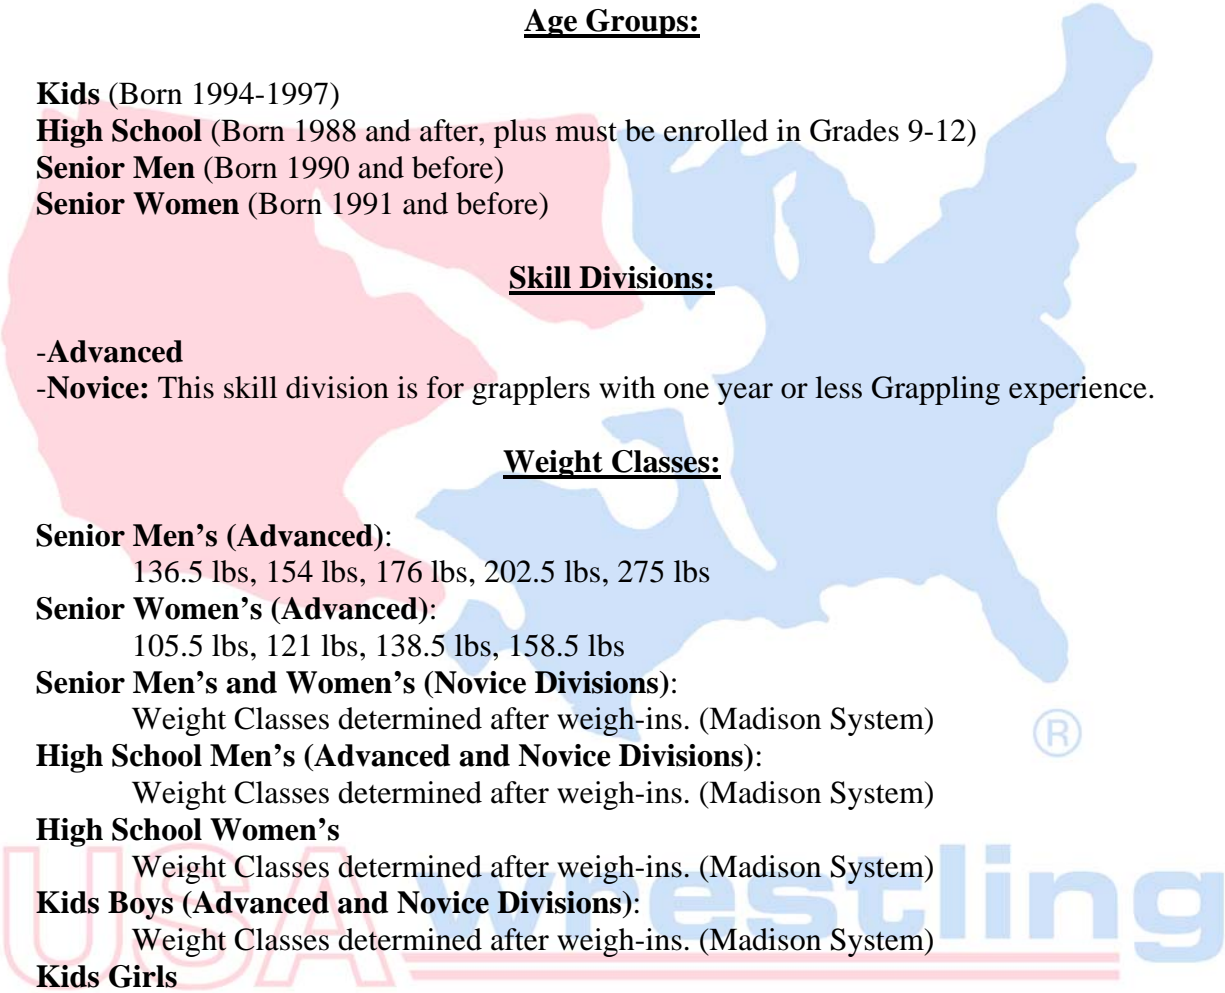 Age Groups:
Kids (Born 1994-1997)
High School (Born 1988 and after, plus must be enrolled in Grades 9-12)
Senior Men (Born 1990 and before)
Senior Women (Born 1991 and before)
Skill Divisions:
-Advanced
-Novice: This skill division is for grapplers with one year or less Grappling experience.
Weight Classes:
Senior Men’s (Advanced):
136.5 lbs, 154 lbs, 176 lbs, 202.5 lbs, 275 lbs
Senior Women’s (Advanced):
105.5 lbs, 121 lbs, 138.5 lbs, 158.5 lbs
Senior Men’s and Women’s (Novice Divisions):
Weight Classes determined after weigh-ins. (Madison System)
®
High School Men’s (Advanced and Novice Divisions):
Weight Classes determined after weigh-ins. (Madison System)
High School Women’s
Weight Classes determined after weigh-ins. (Madison System)
Kids Boys (Advanced and Novice Divisions):
Weight Classes determined after weigh-ins. (Madison System)
Kids Girls
USA wrestling